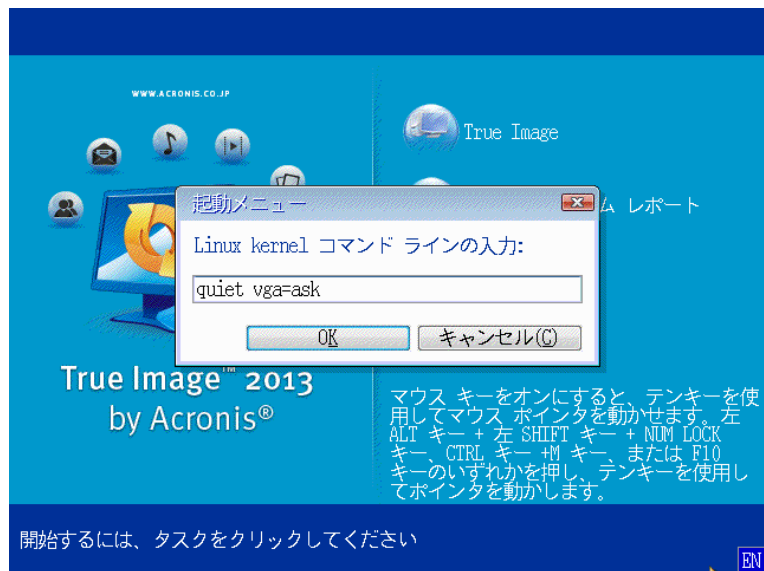 WWW.ACRONIS.CO.JP
True Image
ム レポート
起動メニュー
Linux kernel コマンド ラインの入力:
quiet vga=ask
OK
キャンセル(C)
True Image™ 2013
by Acronis®
マウス キーをオンにすると、テンキーを使
用してマウス ポインタを動かせます。左
ALT キー + 左 SHIFT キー + NUM LOCK
キー、CTRL キー +M キー、または F10
キーのいずれかを押し、テンキーを使用し
てポインタを動かします。
開始するには、タスクをクリックしてください
EN